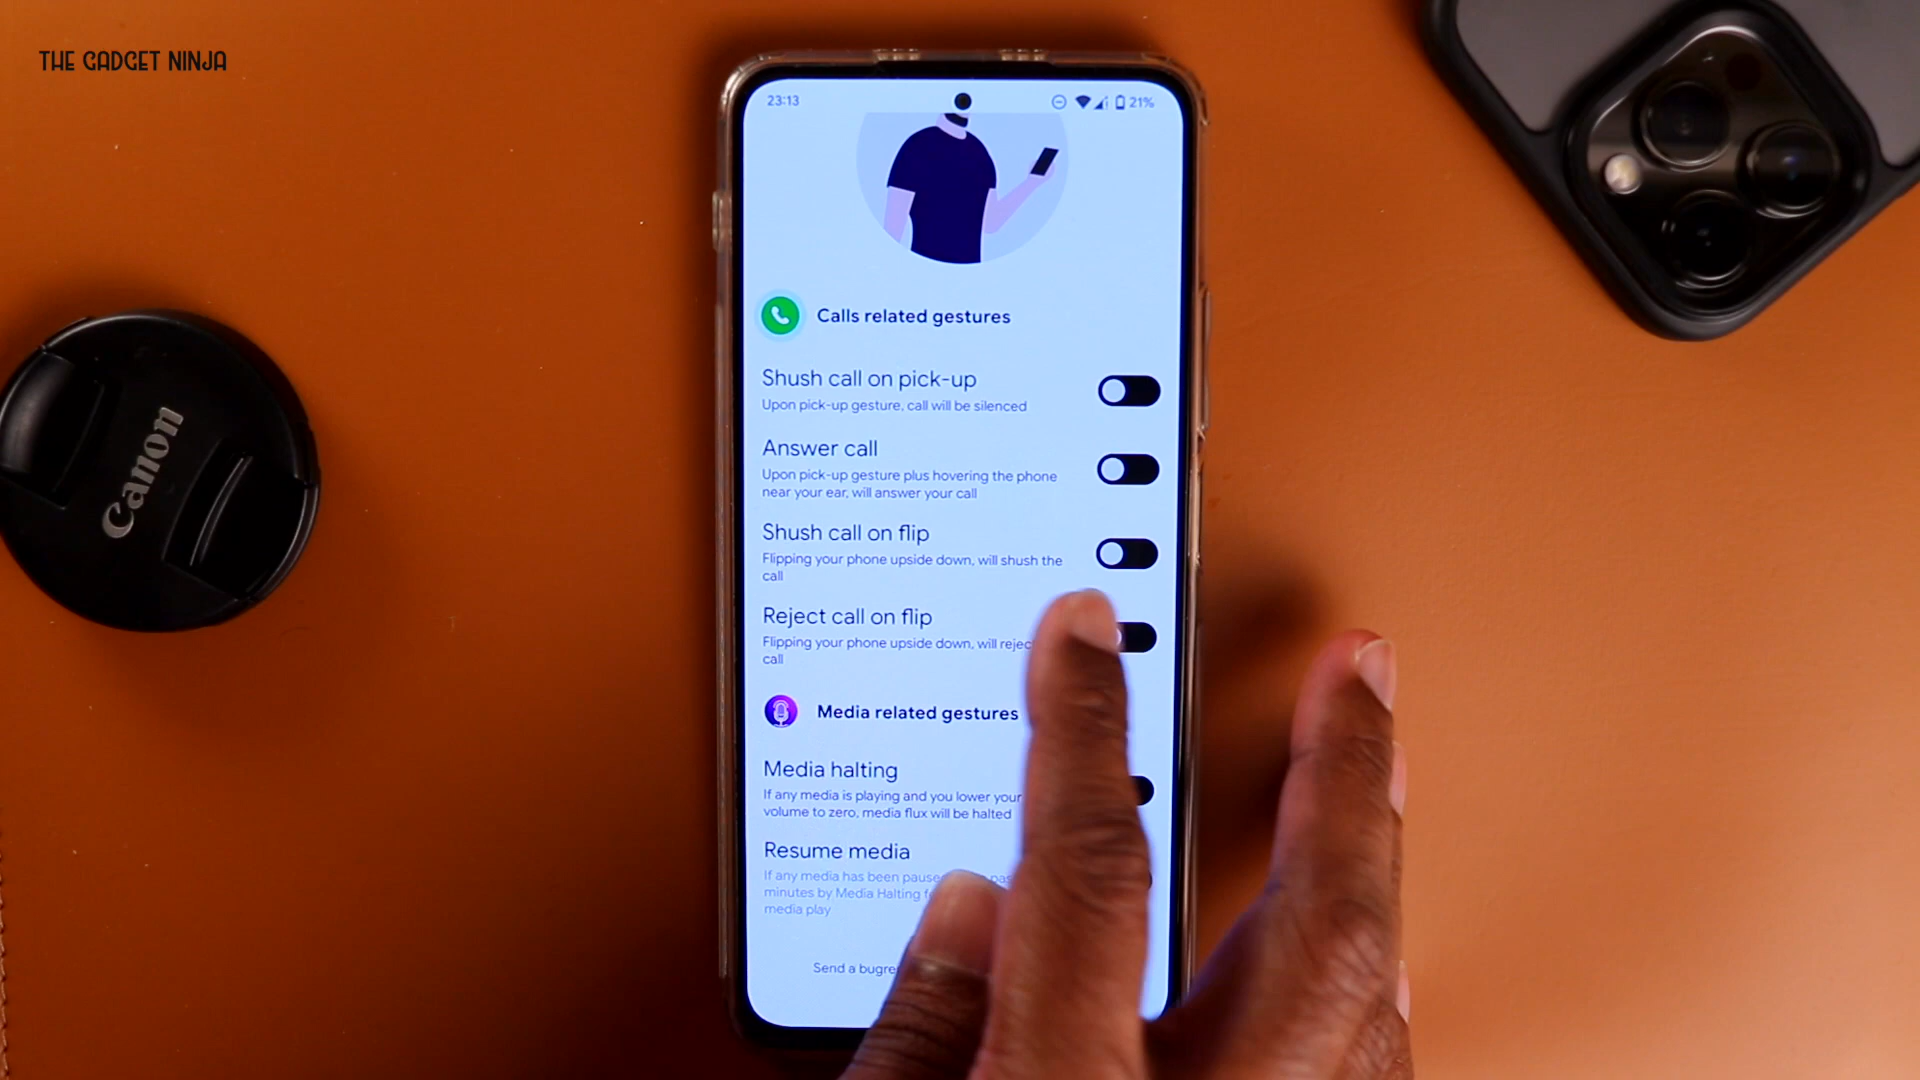 THE GADGET NINJA
23:13
21%
Calls related gestures
Shush call on pick-up
Upon pick-up gesture, call will be silenced
Answer call
Upon pick-up gesture plus hovering the phone
near your ear, will answer your call
Shush call on flip
Flipping your phone upside down, will shush the
call
Reject call on flip
Flipping your phone upside down, will
call
Media related gestures
Media halting
If any media is playing and you lower your
volume to zero, media flux will be halted
Resume media
If any media has been
minutes by Media Halting
media play
Send a
Canon